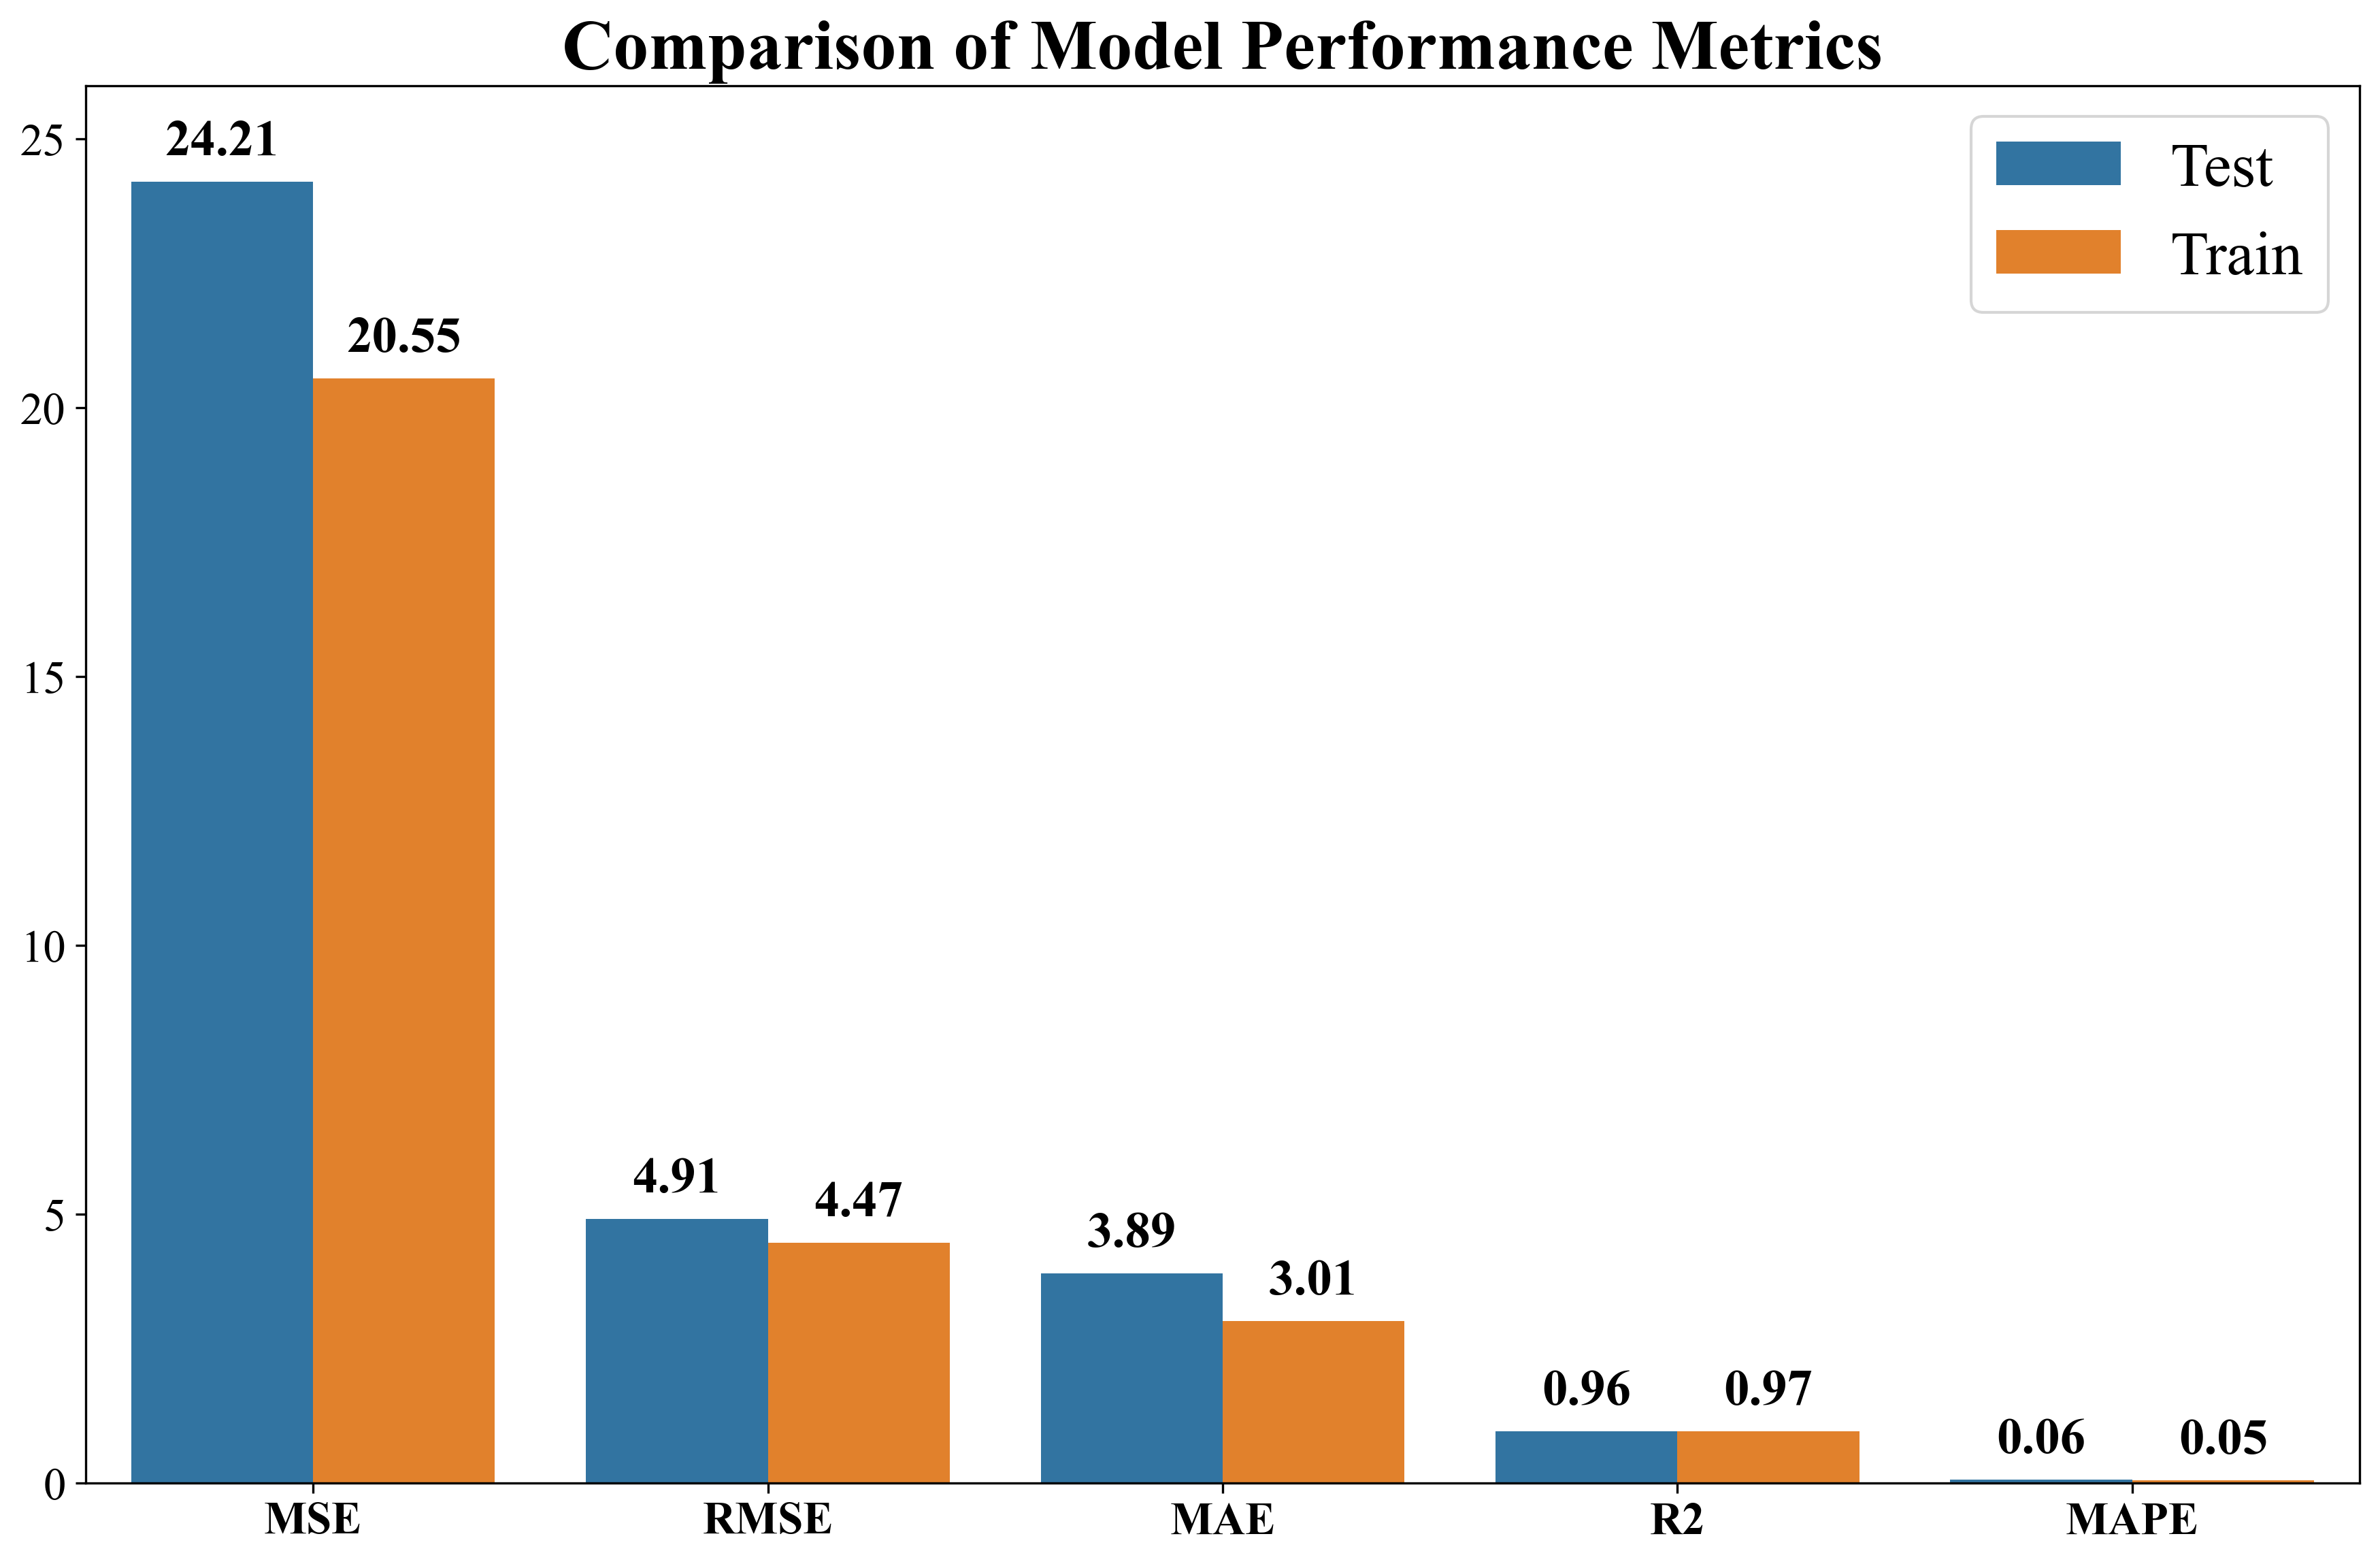 Comparison of Model Performance Metrics
25
20
15
10
5
0
24.21
20.55
4.91
4.47
3.89
3.01
0.96
0.97
0.06
0.05
Test
Train
MSE
RMSE
MAE
R2
MAPE